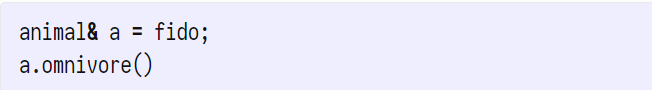 animal& a = fido;
a.omnivore()